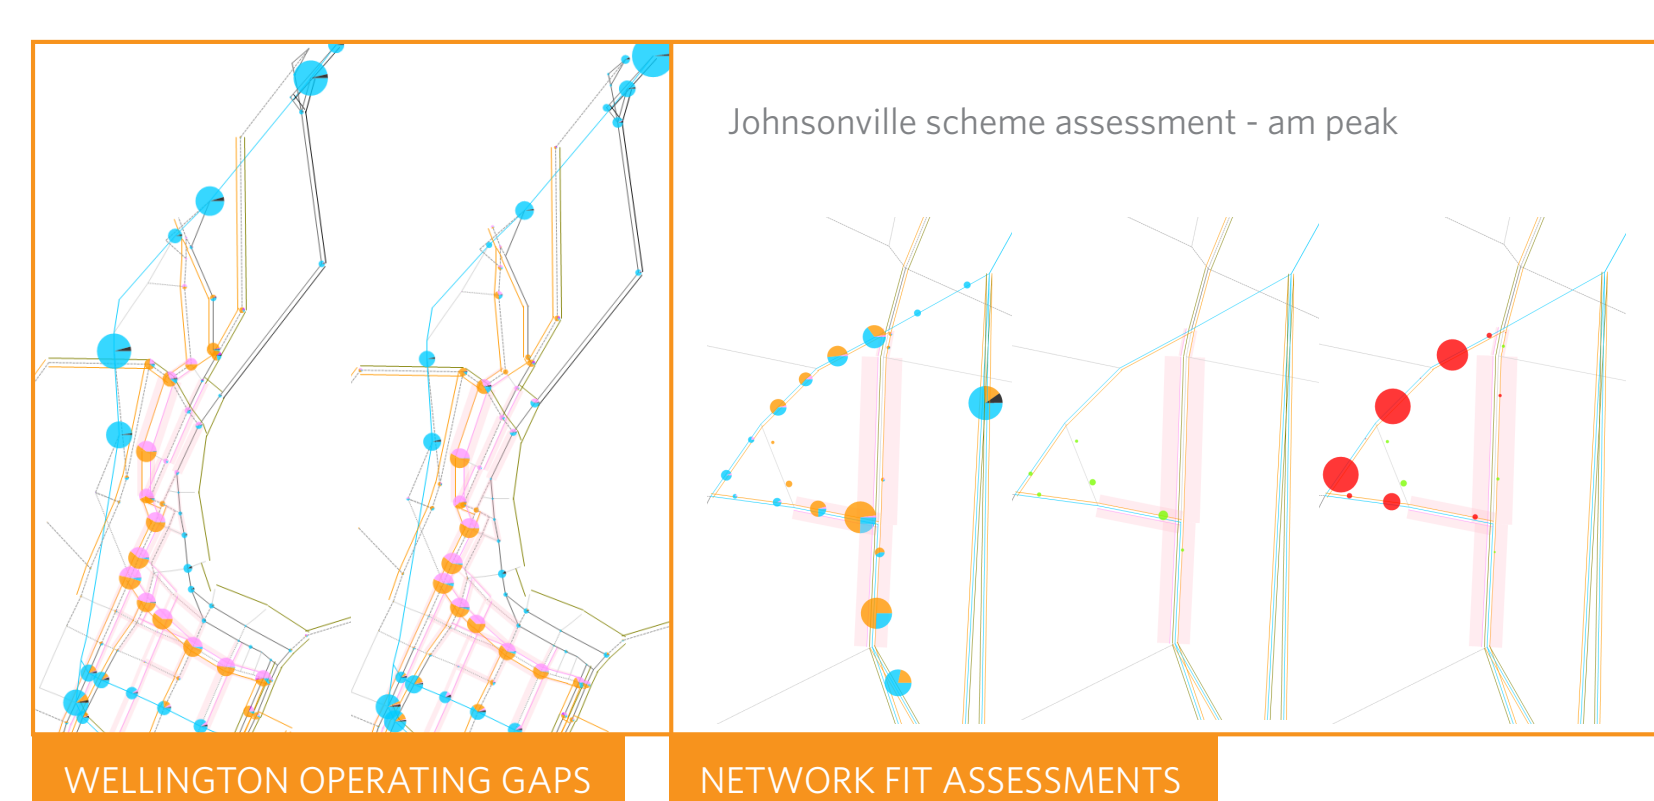 Johnsonville scheme assessment - am peak
WELLINGTON OPERATING GAPS
NETWORK FIT ASSESSMENTS